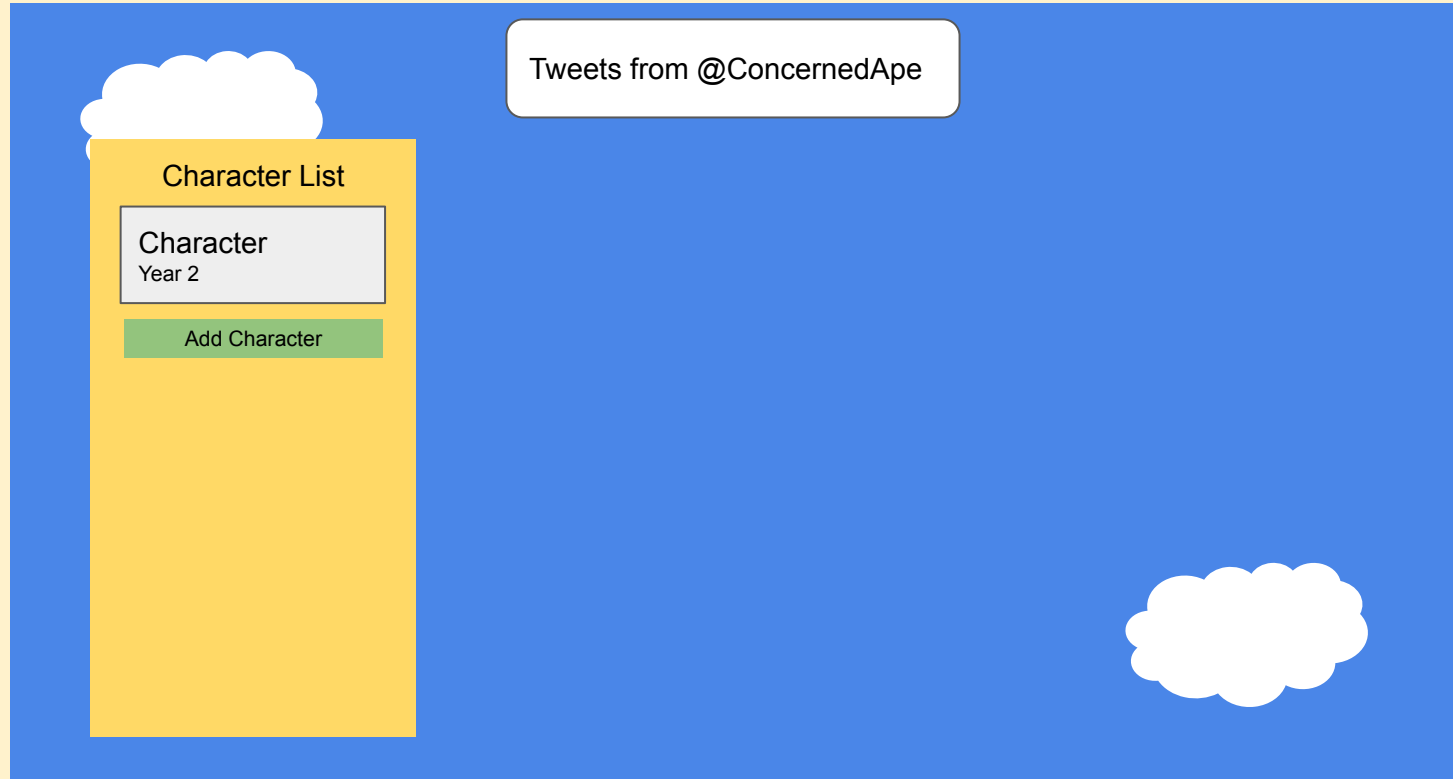 Tweets from @ConcernedApe
Character List
Character
Year 2
Add Character